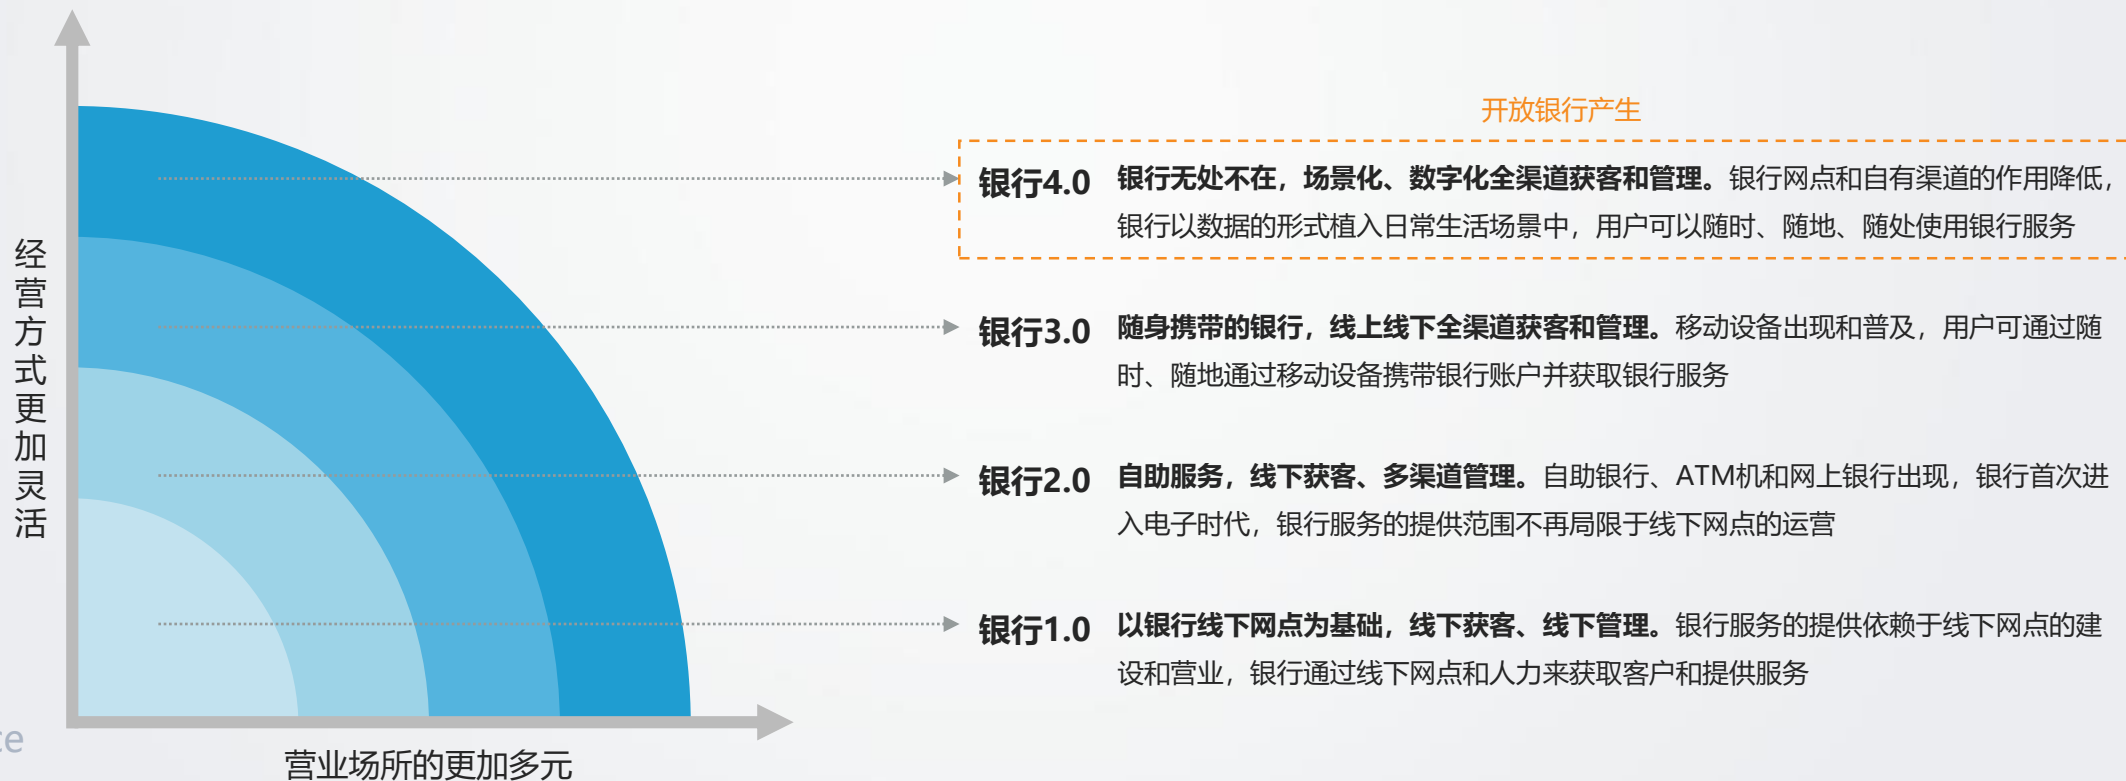 开放银行产生
银行4.0
银行无处不在，场景化、数字化全渠道获客和管理。银行网点和自有渠道的作用降低，
银行以数据的形式植入日常生活场景中，用户可以随时、随地、随处使用银行服务
银行3.0
随身携带的银行，线上线下全渠道获客和管理。移动设备出现和普及，用户可通过随
时、随地通过移动设备携带银行账户并获取银行服务
银行2.0
自助服务，线下获客、多渠道管理。自助银行、ATM机和网上银行出现，银行首次进
入电子时代，银行服务的提供范围不再局限于线下网点的运营
银行1.0
以银行线下网点为基础，线下获客、线下管理。银行服务的提供依赖于线下网点的建
设和营业，银行通过线下网点和人力来获取客户和提供服务
经营方式更加灵活
营业场所的更加多元